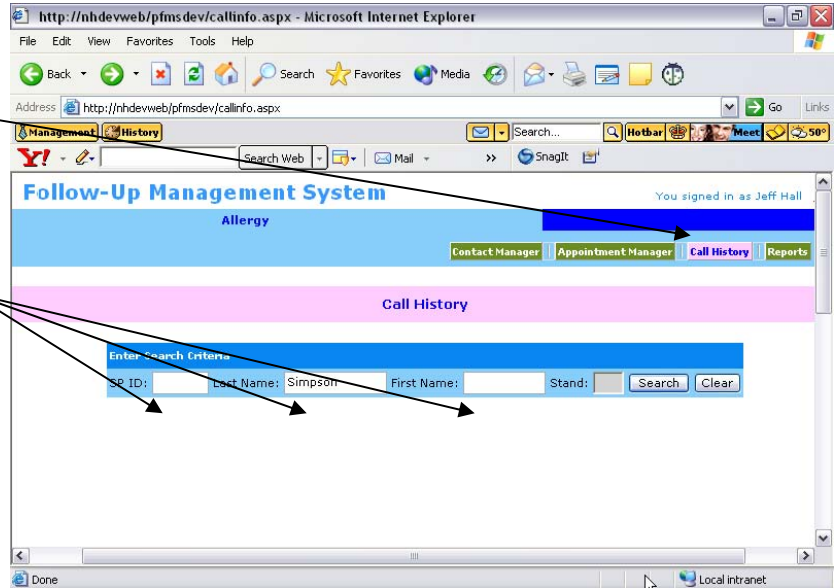 http://nhdevweb/pfmsdev/callinfo.aspx - Microsoft Internet Explorer
File Edit View Favorites Tools Help
Back Search Favorites Media
Address http://nhdevweb/pfmsdev/callinfo.aspx Go Links
Management History Search... Hotbar Meet 50°
Y! Search Web Mail >> SnagIt
Follow-Up Management System You signed in as Jeff Hall
Allergy
Contact Manager Appointment Manager Call History Reports
Call History
Enter Search Criteria
SP ID: Last Name: Simpson First Name: Stand: Search Clear
Done Local intranet